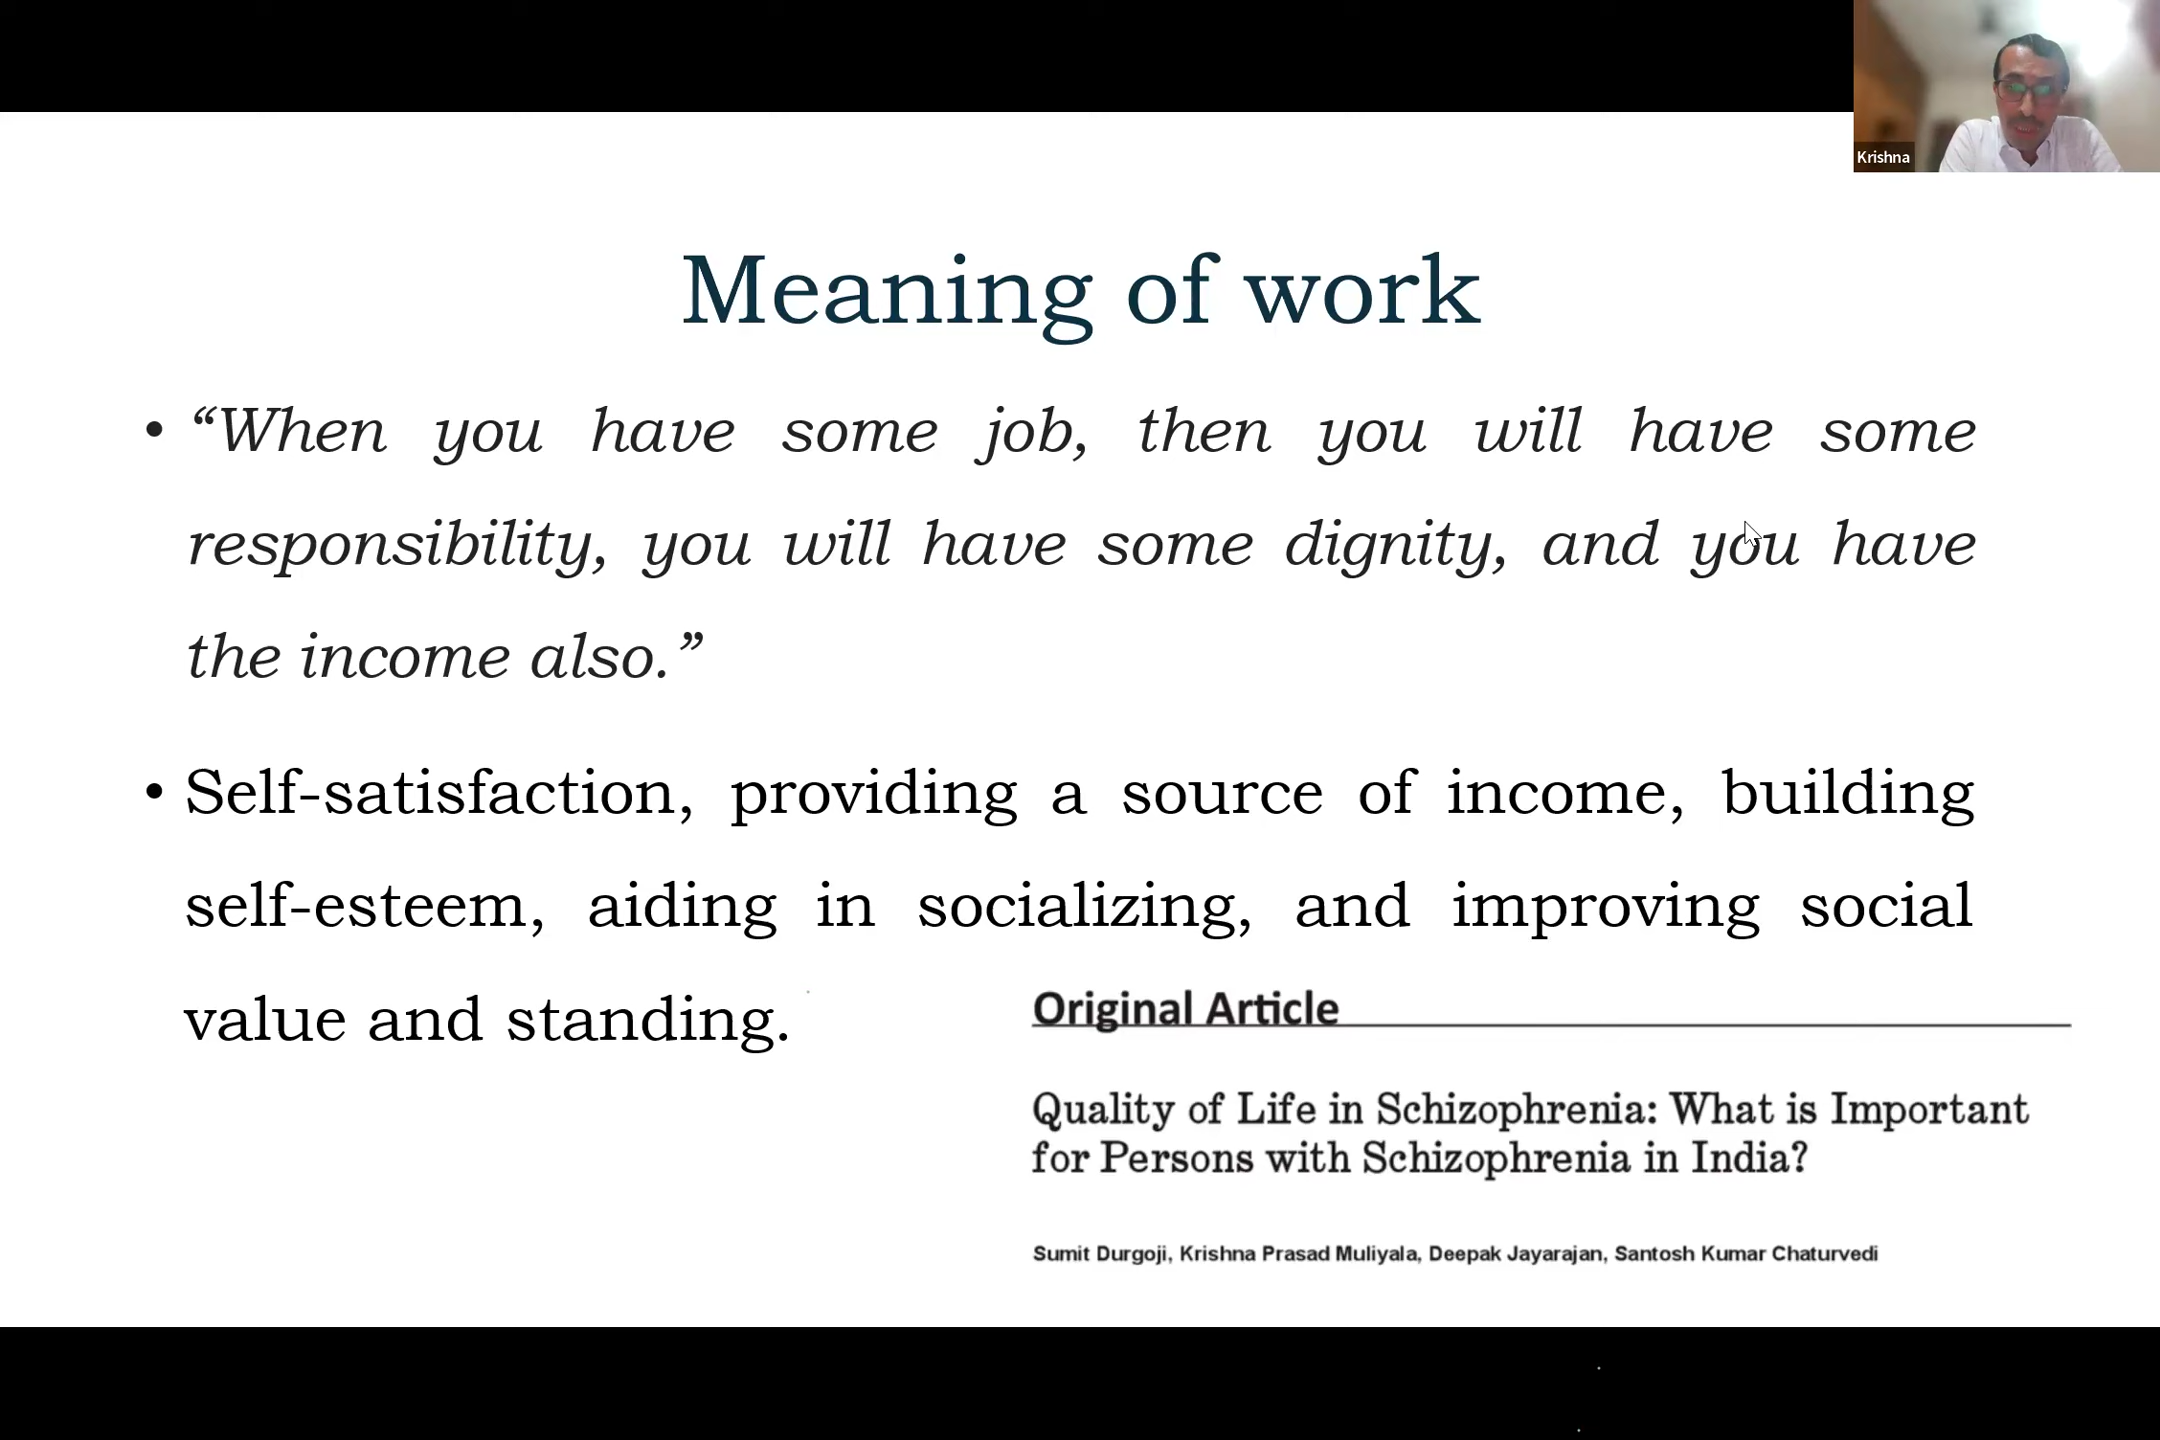 Krishna
Meaning of work
• “When you have some job, then you will have some
responsibility, you will have some dignity, and you have
the income also.”
• Self-satisfaction, providing a source of income, building
self-esteem, aiding in socializing, and improving social
value and standing.
Original Article
Quality of Life in Schizophrenia: What is Important
for Persons with Schizophrenia in India?
Sumit Durgoji, Krishna Prasad Muliyala, Deepak Jayarajan, Santosh Kumar Chaturvedi